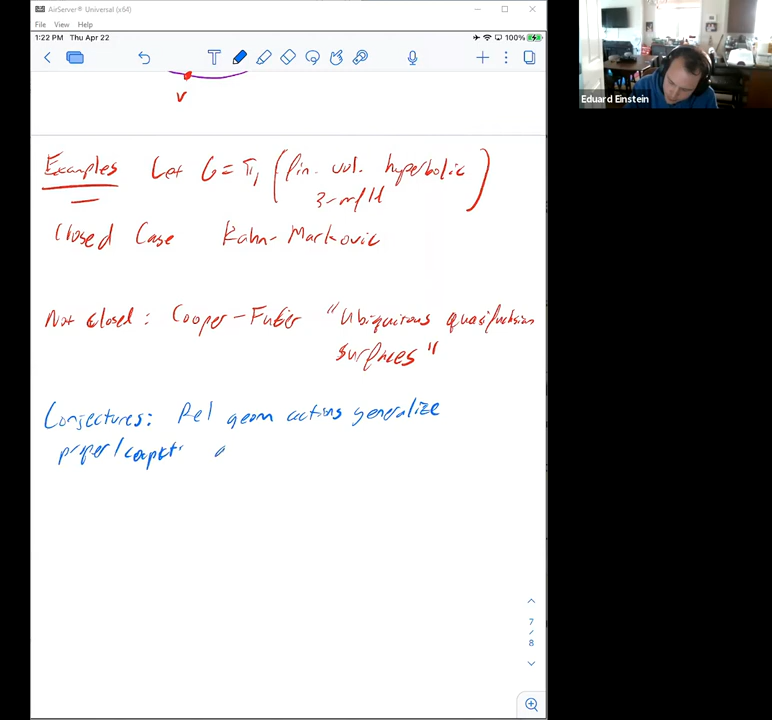 AirServer® Universal (x64)
File Edit View Help
1:22 PM Thu Apr 22
100%
T
v
Examples Let G = π₁ (fin. vol. hyperbolic
3-mfld)
Closed Case Kahn-Markovic
Not closed: Cooper-Futer "Ubiquitous quasifuchsian
surfaces"
Conjectures: Rel geom actions generalize
proper/cocpct.
7
/
8
Eduard Einstein